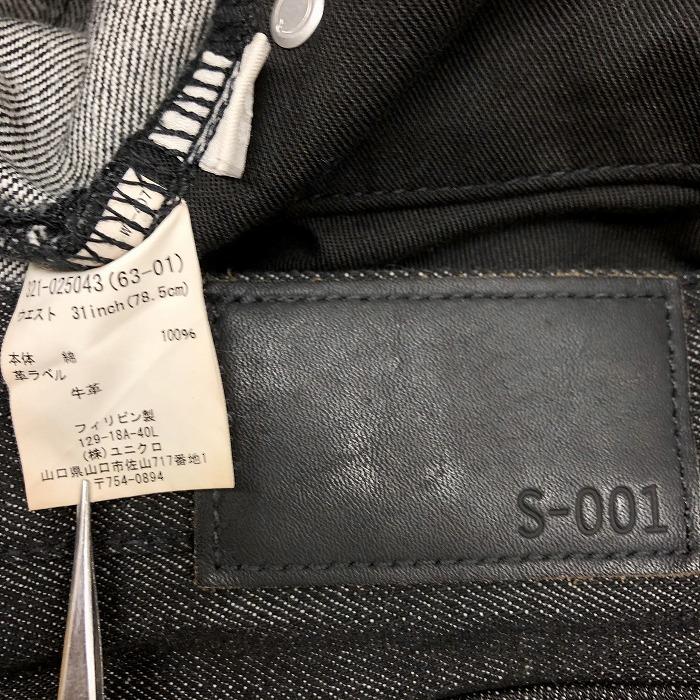 321-025043(63-01)
ウエスト 31inch(78.5cm)
100%
本体 綿
革ラベル
牛革
フィリピン製
129-18A-40L
(株)ユニクロ
山口県山口市佐山717番地1
〒754-0894
S-001